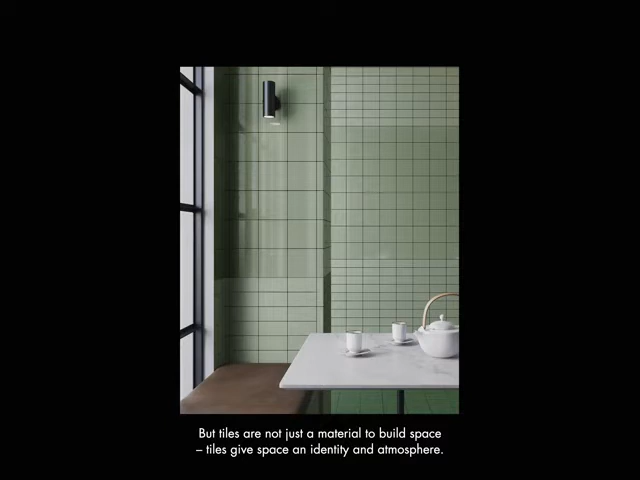 But tiles are not just a material to build space
– tiles give space an identity and atmosphere.